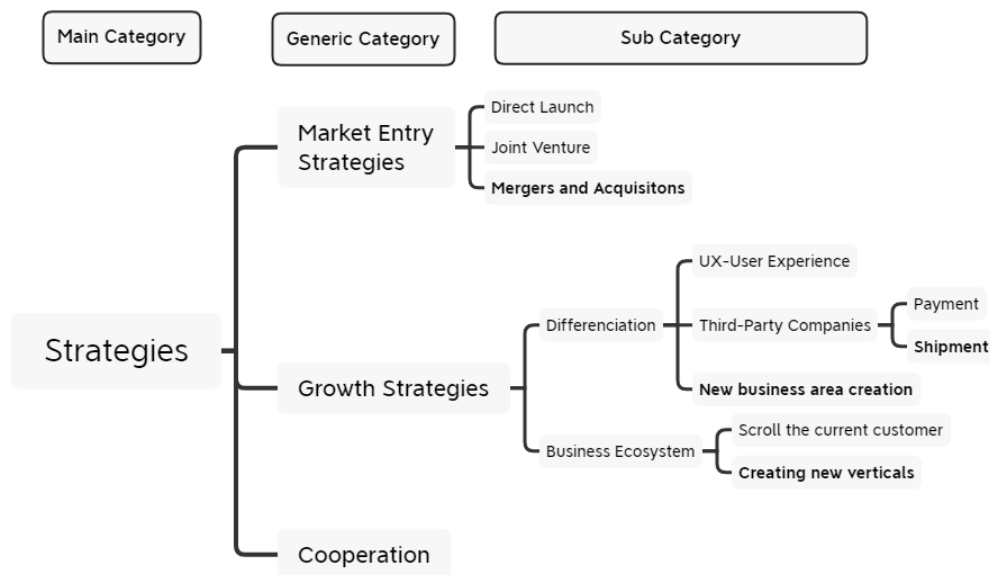 Main Category
Generic Category
Sub Category
Strategies
Market Entry
Strategies
Direct Launch
Joint Venture
Mergers and Acquisitons
Growth Strategies
Differenciation
UX-User Experience
Third-Party Companies
Payment
Shipment
New business area creation
Business Ecosystem
Scroll the current customer
Creating new verticals
Cooperation